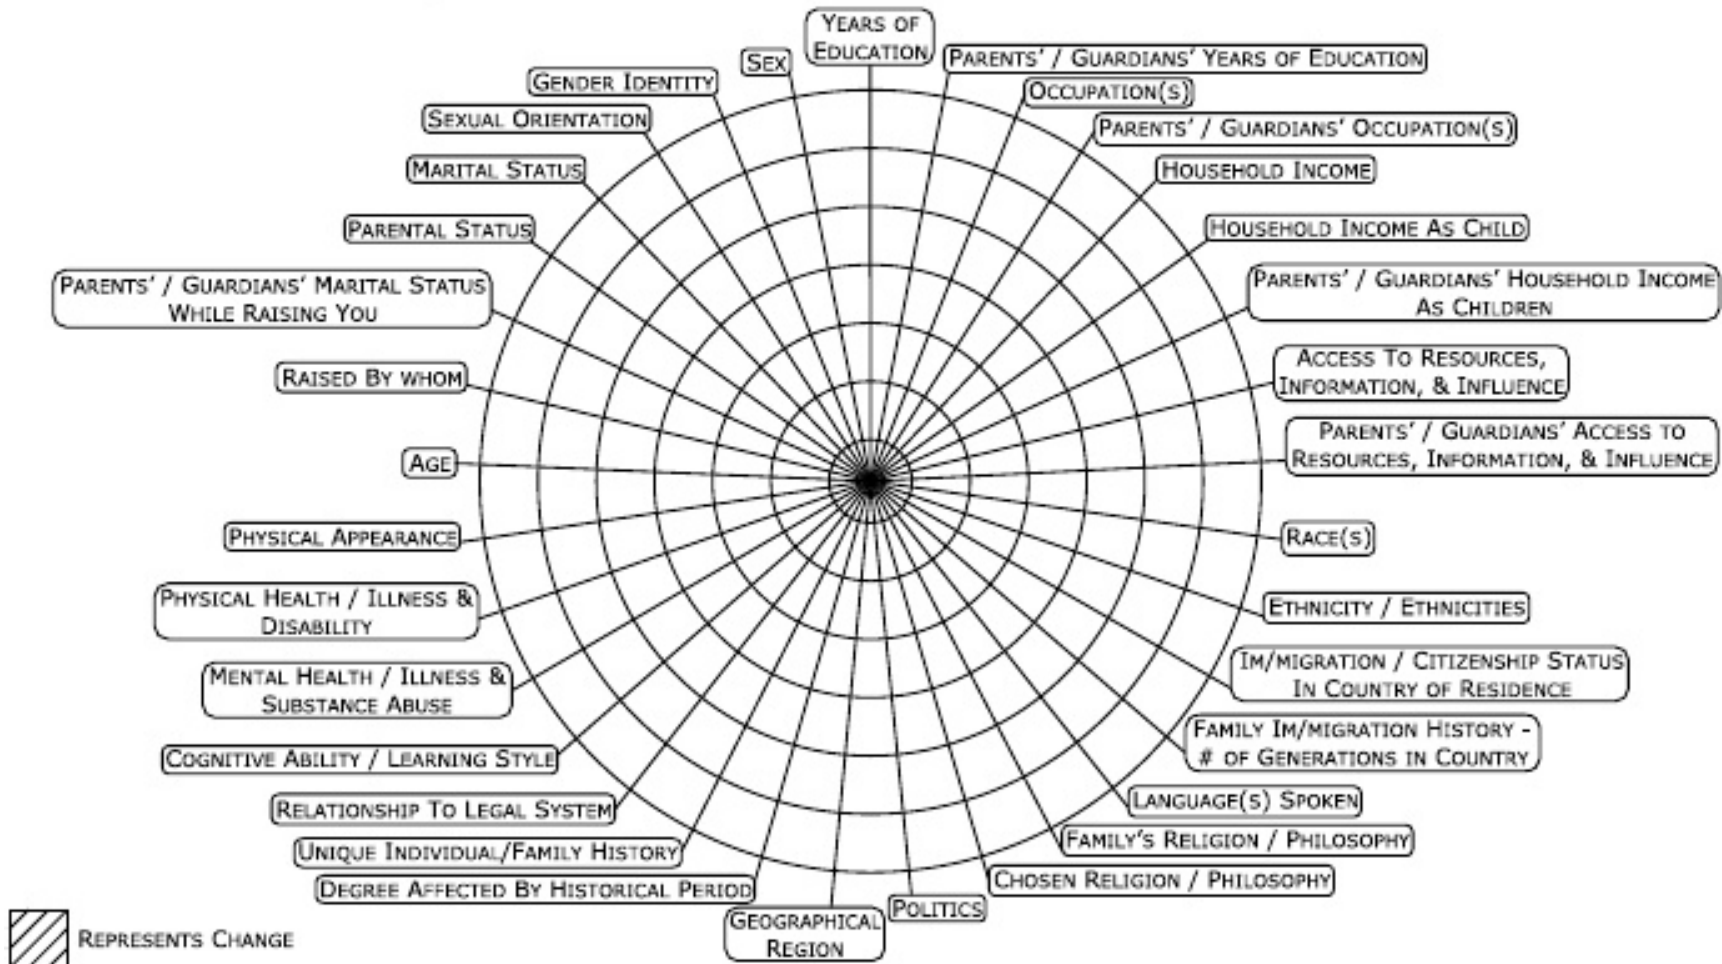 YEARS OF
EDUCATION
PARENTS' / GUARDIANS' YEARS OF EDUCATION
OCCUPATION(S)
PARENTS' / GUARDIANS' OCCUPATION(S)
HOUSEHOLD INCOME
HOUSEHOLD INCOME AS CHILD
PARENTS' / GUARDIANS' HOUSEHOLD INCOME
AS CHILDREN
ACCESS TO RESOURCES,
INFORMATION, & INFLUENCE
PARENTS' / GUARDIANS' ACCESS TO
RESOURCES, INFORMATION, & INFLUENCE
RACE(S)
ETHNICITY / ETHNICITIES
IM/MIGRATION / CITIZENSHIP STATUS
IN COUNTRY OF RESIDENCE
FAMILY IM/MIGRATION HISTORY -
# OF GENERATIONS IN COUNTRY
LANGUAGE(S) SPOKEN
FAMILY'S RELIGION / PHILOSOPHY
CHOSEN RELIGION / PHILOSOPHY
POLITICS
GEOGRAPHICAL
REGION
DEGREE AFFECTED BY HISTORICAL PERIOD
UNIQUE INDIVIDUAL/FAMILY HISTORY
RELATIONSHIP TO LEGAL SYSTEM
COGNITIVE ABILITY / LEARNING STYLE
MENTAL HEALTH / ILLNESS &
SUBSTANCE ABUSE
PHYSICAL HEALTH / ILLNESS &
DISABILITY
PHYSICAL APPEARANCE
AGE
RAISED BY WHOM
PARENTS' / GUARDIANS' MARITAL STATUS
WHILE RAISING YOU
PARENTAL STATUS
MARITAL STATUS
SEXUAL ORIENTATION
GENDER IDENTITY
SEX
REPRESENTS CHANGE